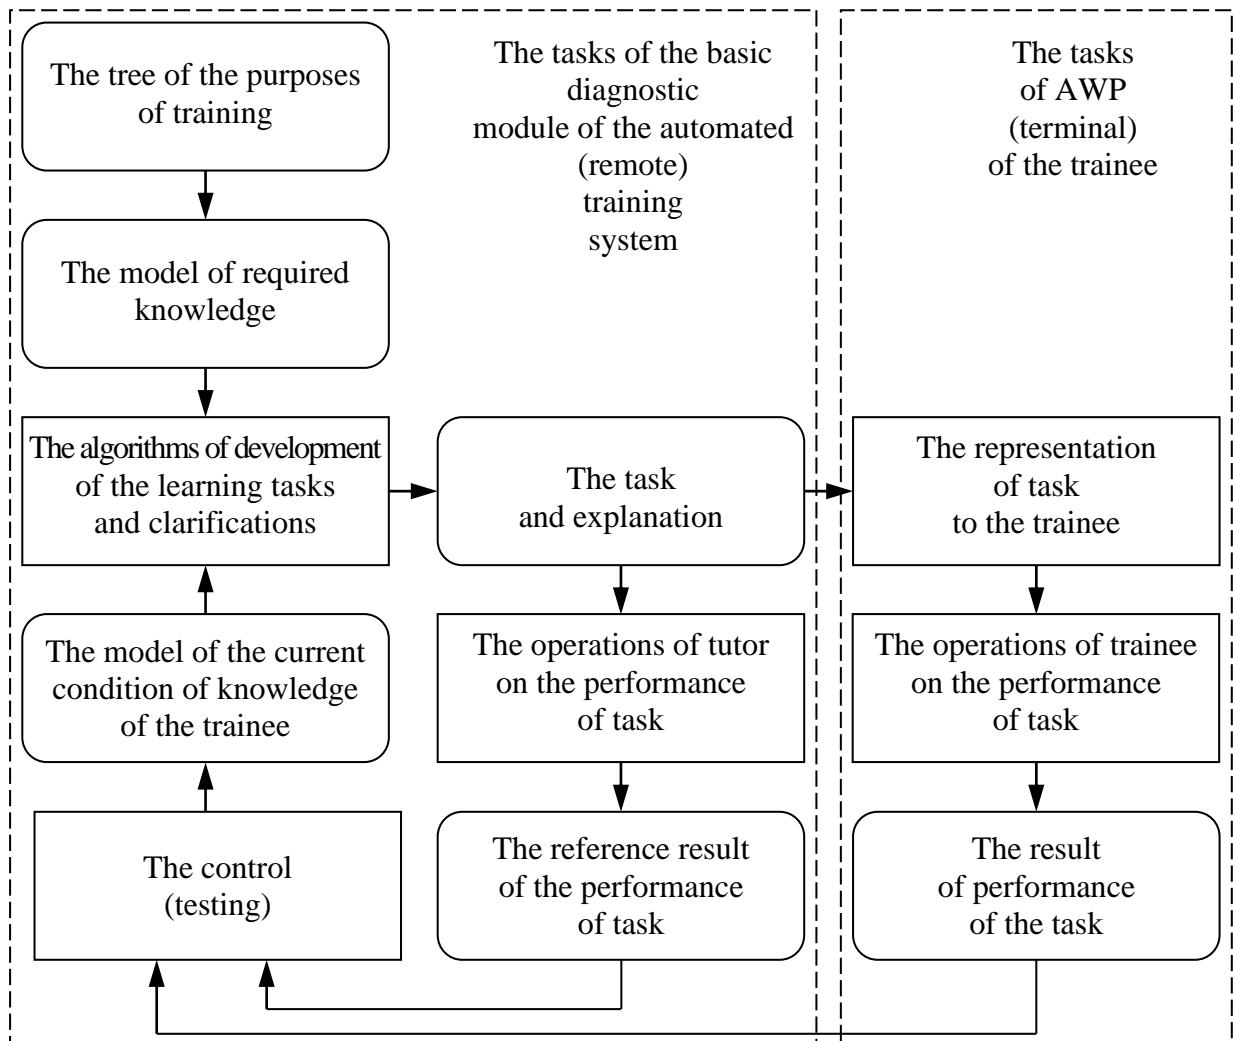 The tree of the purposes
of training
The tasks of the basic
diagnostic
module of the automated
(remote)
training
system
The tasks
of AWP
(terminal)
of the trainee
The model of required
knowledge
The algorithms of development
of the learning tasks
and clarifications
The task
and explanation
The representation
of task
to the trainee
The model of the current
condition of knowledge
of the trainee
The operations of tutor
on the performance
of task
The operations of trainee
on the performance
of task
The control
(testing)
The reference result
of the performance
of task
The result
of performance
of the task